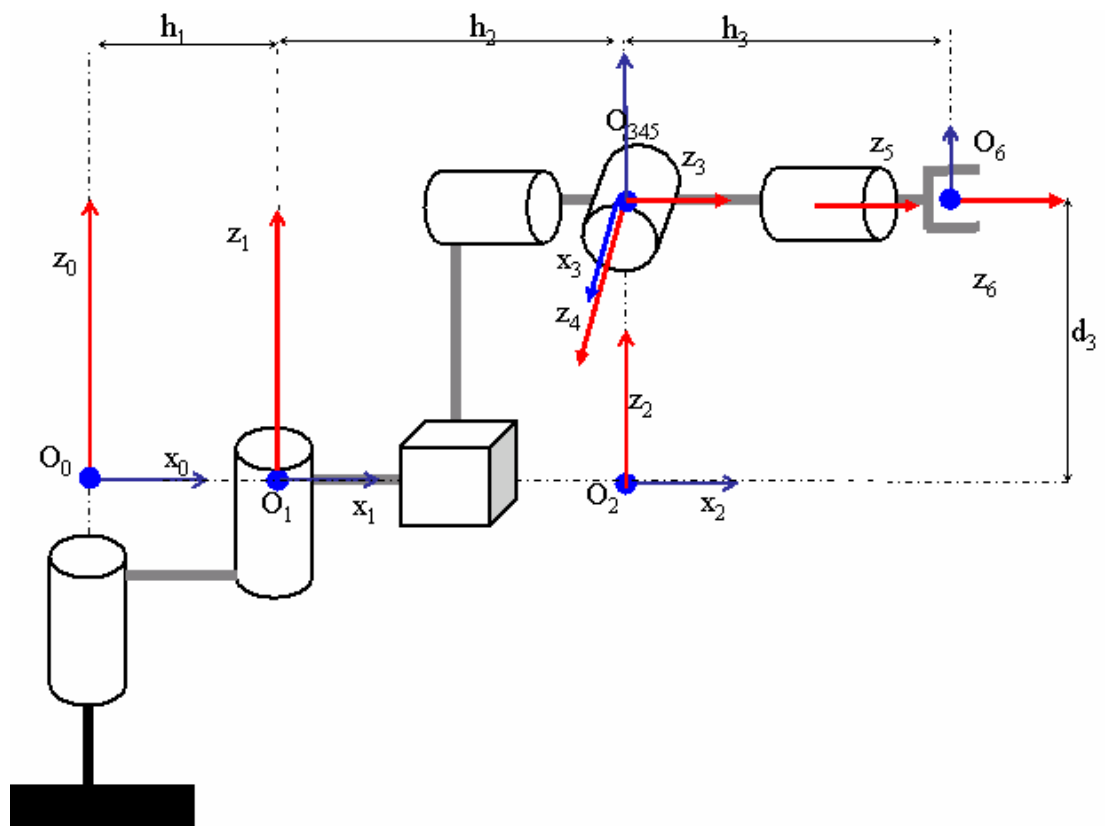 h₁ h₂ h₃
O₃₄₅
z₃ z₅ O₆
z₀ z₁ x₃ z₆
z₄ d₃
z₂
O₀ x₀
O₁ x₁ O₂ x₂